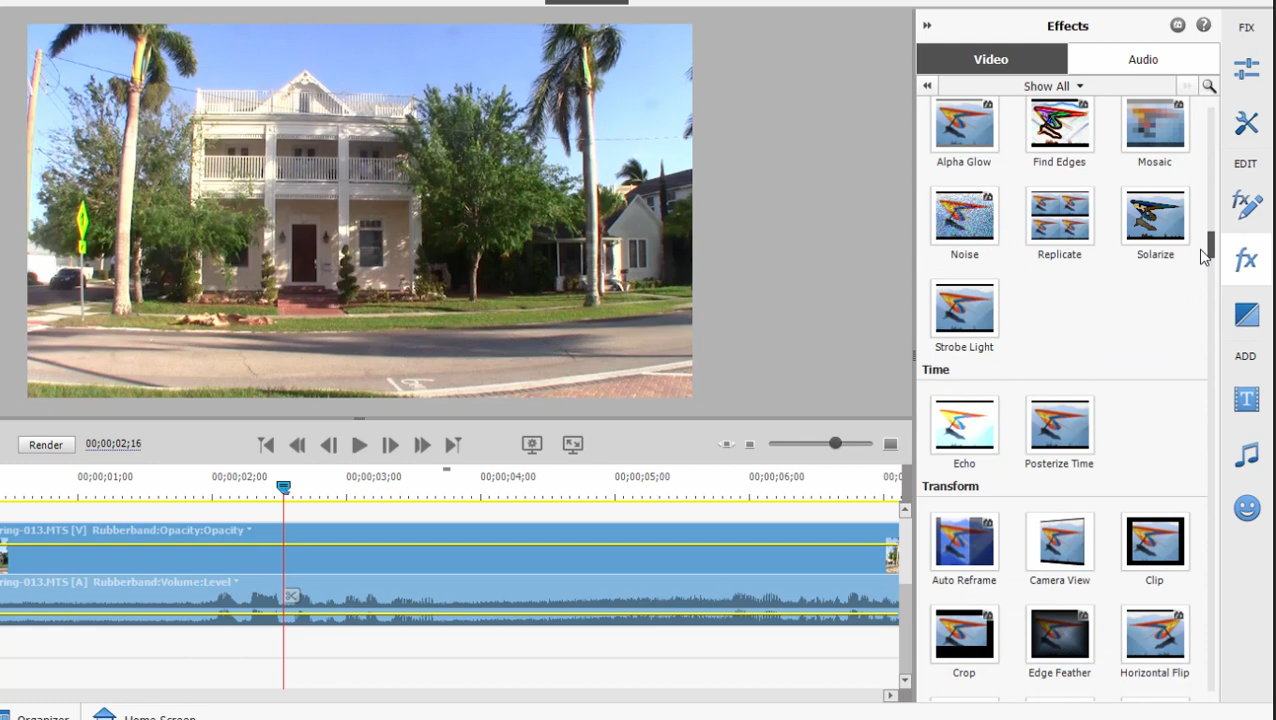 Effects
FIX
Video
Audio
Show All
Alpha Glow
Find Edges
Mosaic
EDIT
Noise
Replicate
Solarize
fx
Strobe Light
ADD
Time
T
Echo
Posterize Time
Transform
Auto Reframe
Camera View
Clip
Crop
Edge Feather
Horizontal Flip
Render
00;00;02;16
00;00;01;00
00;00;02;00
00;00;03;00
00;00;04;00
00;00;05;00
00;00;06;00
ring-013.MTS [V] Rubberband:Opacity:Opacity
ring-013.MTS [A] Rubberband:Volume:Level
Organizer
Home Screen